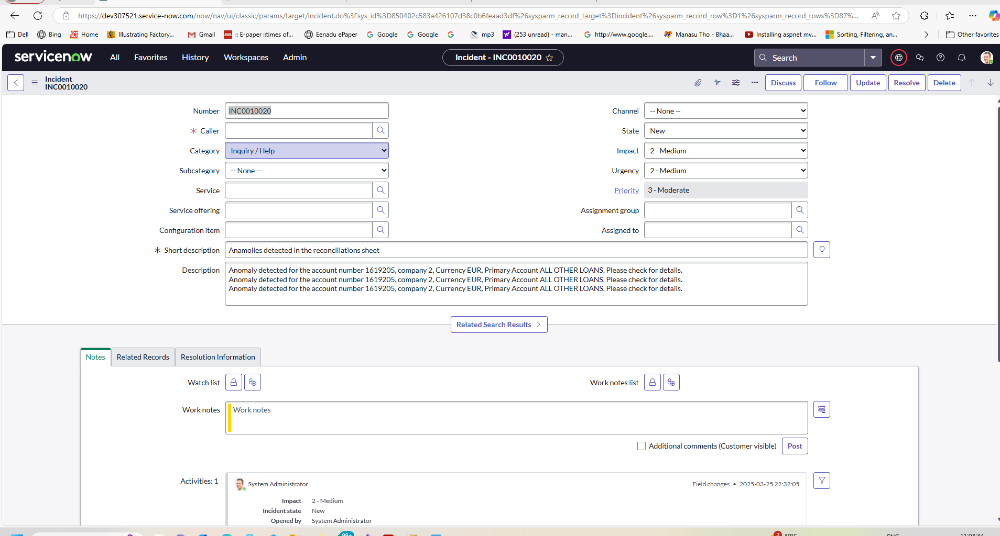 https://dev307521.service-now.com/now/nav/ui/classic/params/target/incident.do%3Fsys_id%3D850402c583a426107d38c0b6feaad3df%26sysparm_record_target%3Dincident%26sysparm_record_row%3D1%26sysparm_record_rows%3D87%...
Dell Bing Home Illustrating Factory... Gmail :: E-paper ::times of... Eenadu ePaper Google Google mp3 (253 unread) - man... http://www.google.... Manasu Tho - Bhaa... Installing aspnet mv... Sorting, Filtering, an... Other favorites
servicenow All Favorites History Workspaces Admin Incident - INC0010020 Search
Incident
INC0010020
Discuss Follow Update Resolve Delete
Number INC0010020 Channel -- None --
* Caller State New
Category Inquiry / Help Impact 2 - Medium
Subcategory -- None -- Urgency 2 - Medium
Service Priority 3 - Moderate
Service offering Assignment group
Configuration item Assigned to
* Short description Anamolies detected in the reconciliations sheet
Description Anomaly detected for the account number 1619205, company 2, Currency EUR, Primary Account ALL OTHER LOANS. Please check for details.
Anomaly detected for the account number 1619205, company 2, Currency EUR, Primary Account ALL OTHER LOANS. Please check for details.
Anomaly detected for the account number 1619205, company 2, Currency EUR, Primary Account ALL OTHER LOANS. Please check for details.
Related Search Results
Notes Related Records Resolution Information
Watch list Work notes list
Work notes Work notes
Additional comments (Customer visible) Post
Activities: 1 System Administrator Field changes • 2025-03-25 22:32:05
Impact 2 - Medium
Incident state New
Opened by System Administrator